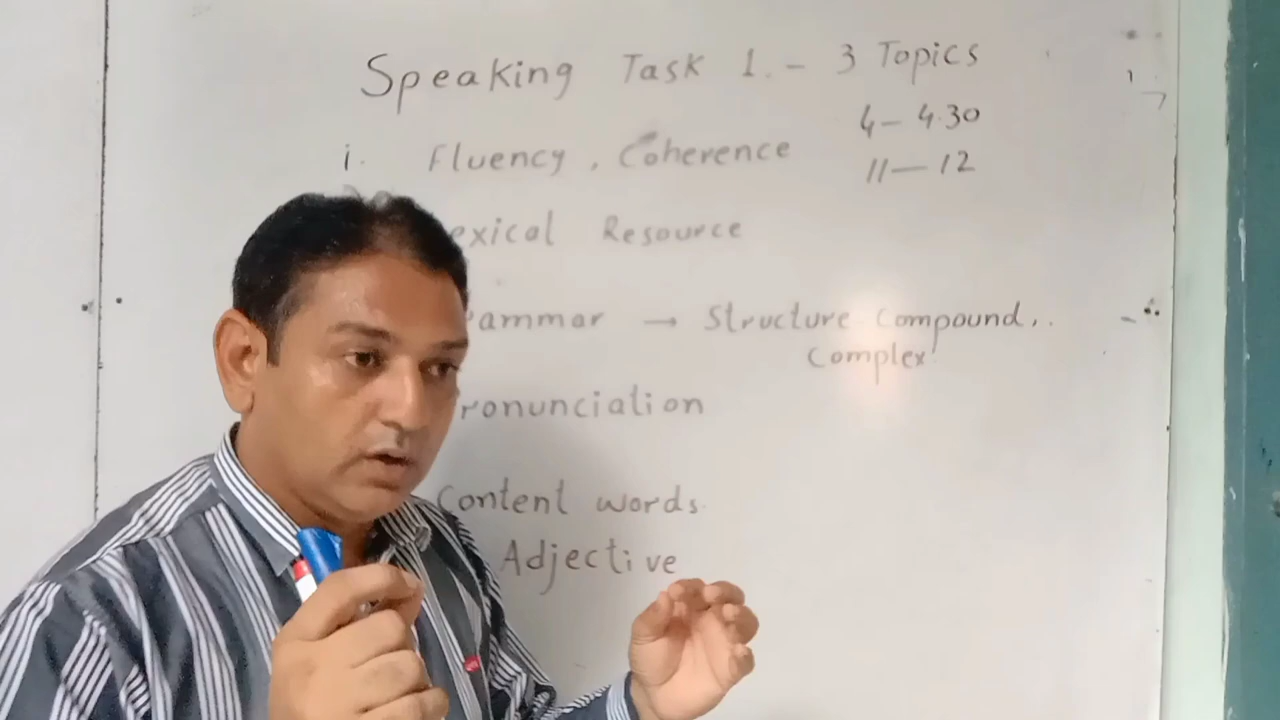 Speaking Task 1. - 3 Topics
4 - 4.30
i. Fluency, Coherence
11 - 12
exical Resource
ammar → Structure Compound,.
Complex
ronunciation
Content words.
Adjective